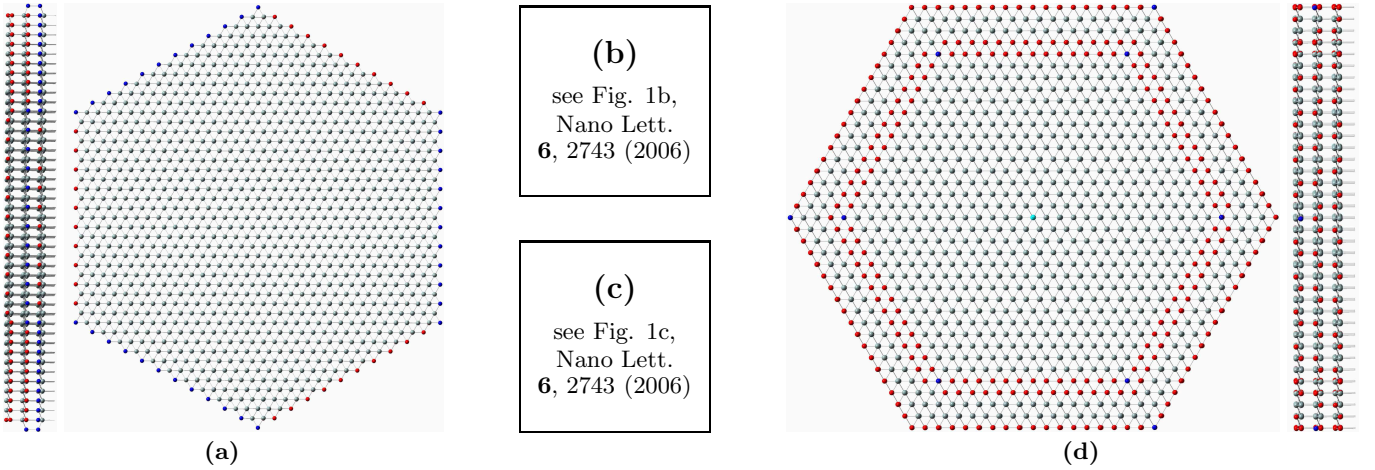 (b)
see Fig. 1b,
Nano Lett.
6, 2743 (2006)
(c)
see Fig. 1c,
Nano Lett.
6, 2743 (2006)
(a)
(d)